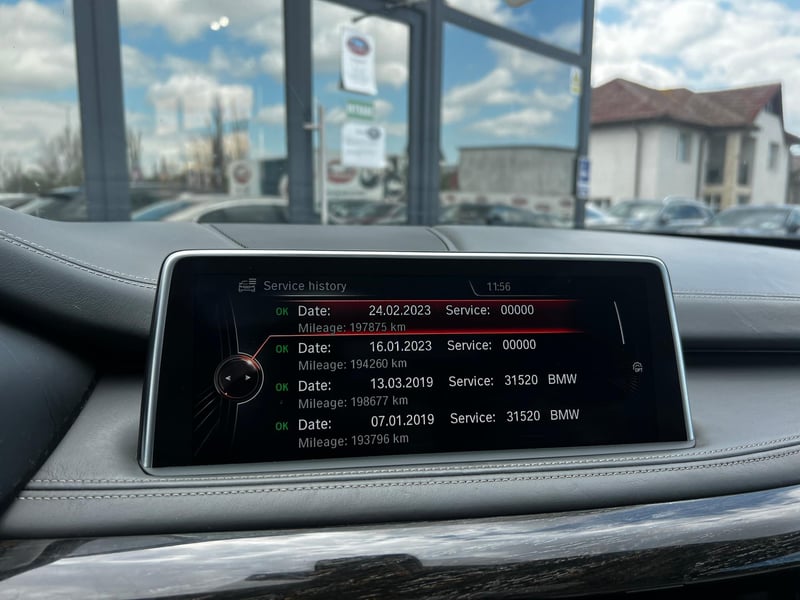 Service history 11:56
OK Date: 24.02.2023 Service: 00000
Mileage: 197875 km
OK Date: 16.01.2023 Service: 00000
Mileage: 194260 km
OK Date: 13.03.2019 Service: 31520 BMW
Mileage: 198677 km
OK Date: 07.01.2019 Service: 31520 BMW
Mileage: 193796 km